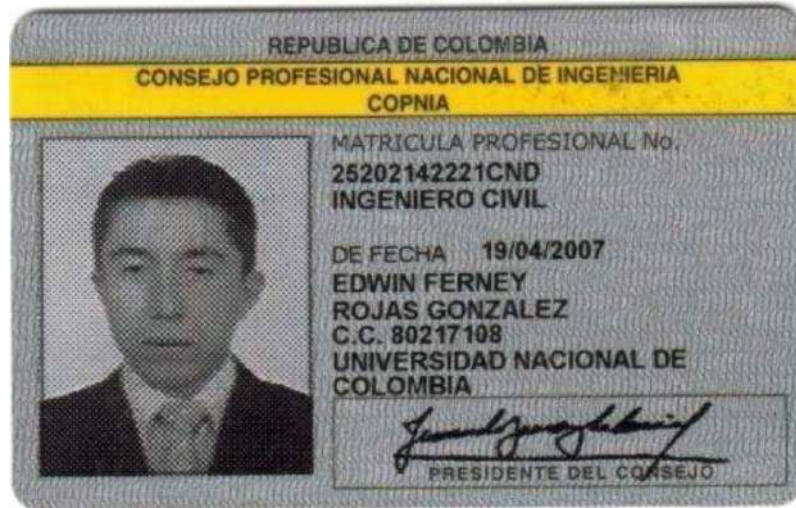 REPUBLICA DE COLOMBIA
CONSEJO PROFESIONAL NACIONAL DE INGENIERIA
COPNIA
MATRICULA PROFESIONAL No.
25202142221CND
INGENIERO CIVIL
DE FECHA 19/04/2007
EDWIN FERNEY
ROJAS GONZALEZ
C.C. 80217108
UNIVERSIDAD NACIONAL DE
COLOMBIA
PRESIDENTE DEL CONSEJO